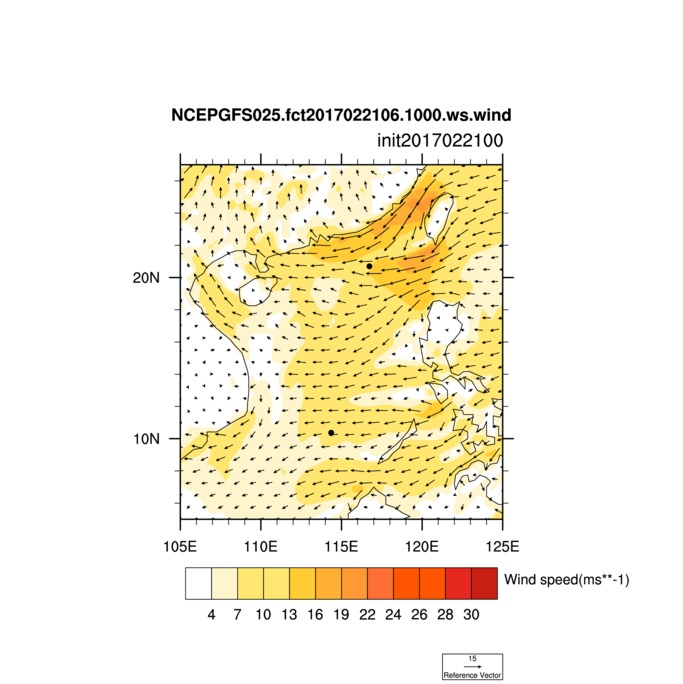 NCEPGFS025.fct2017022106.1000.ws.wind
init2017022100
20N
10N
105E 110E 115E 120E 125E
Wind speed(ms**-1)
4 7 10 13 16 19 22 24 26 28 30
15
Reference Vector